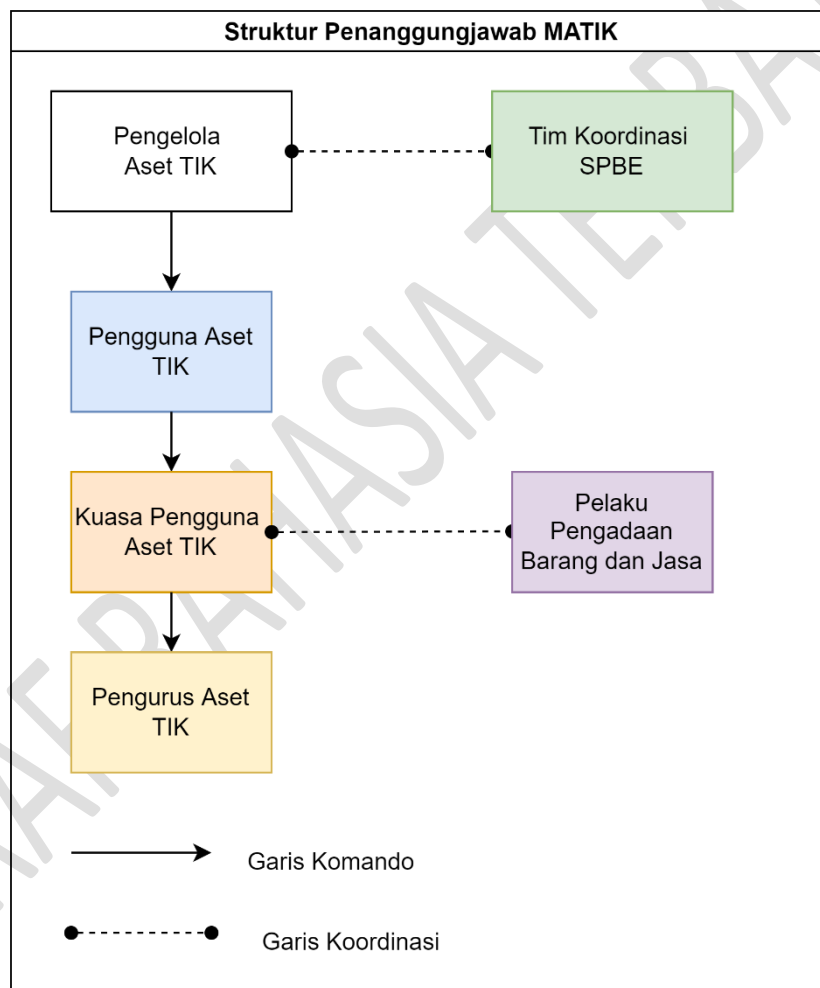 Struktur Penanggungjawab MATIK
Pengelola
Aset TIK
Tim Koordinasi
SPBE
Pengguna Aset
TIK
Kuasa Pengguna
Aset TIK
Pelaku
Pengadaan
Barang dan Jasa
Pengurus Aset
TIK
Garis Komando
Garis Koordinasi
RAHASIA